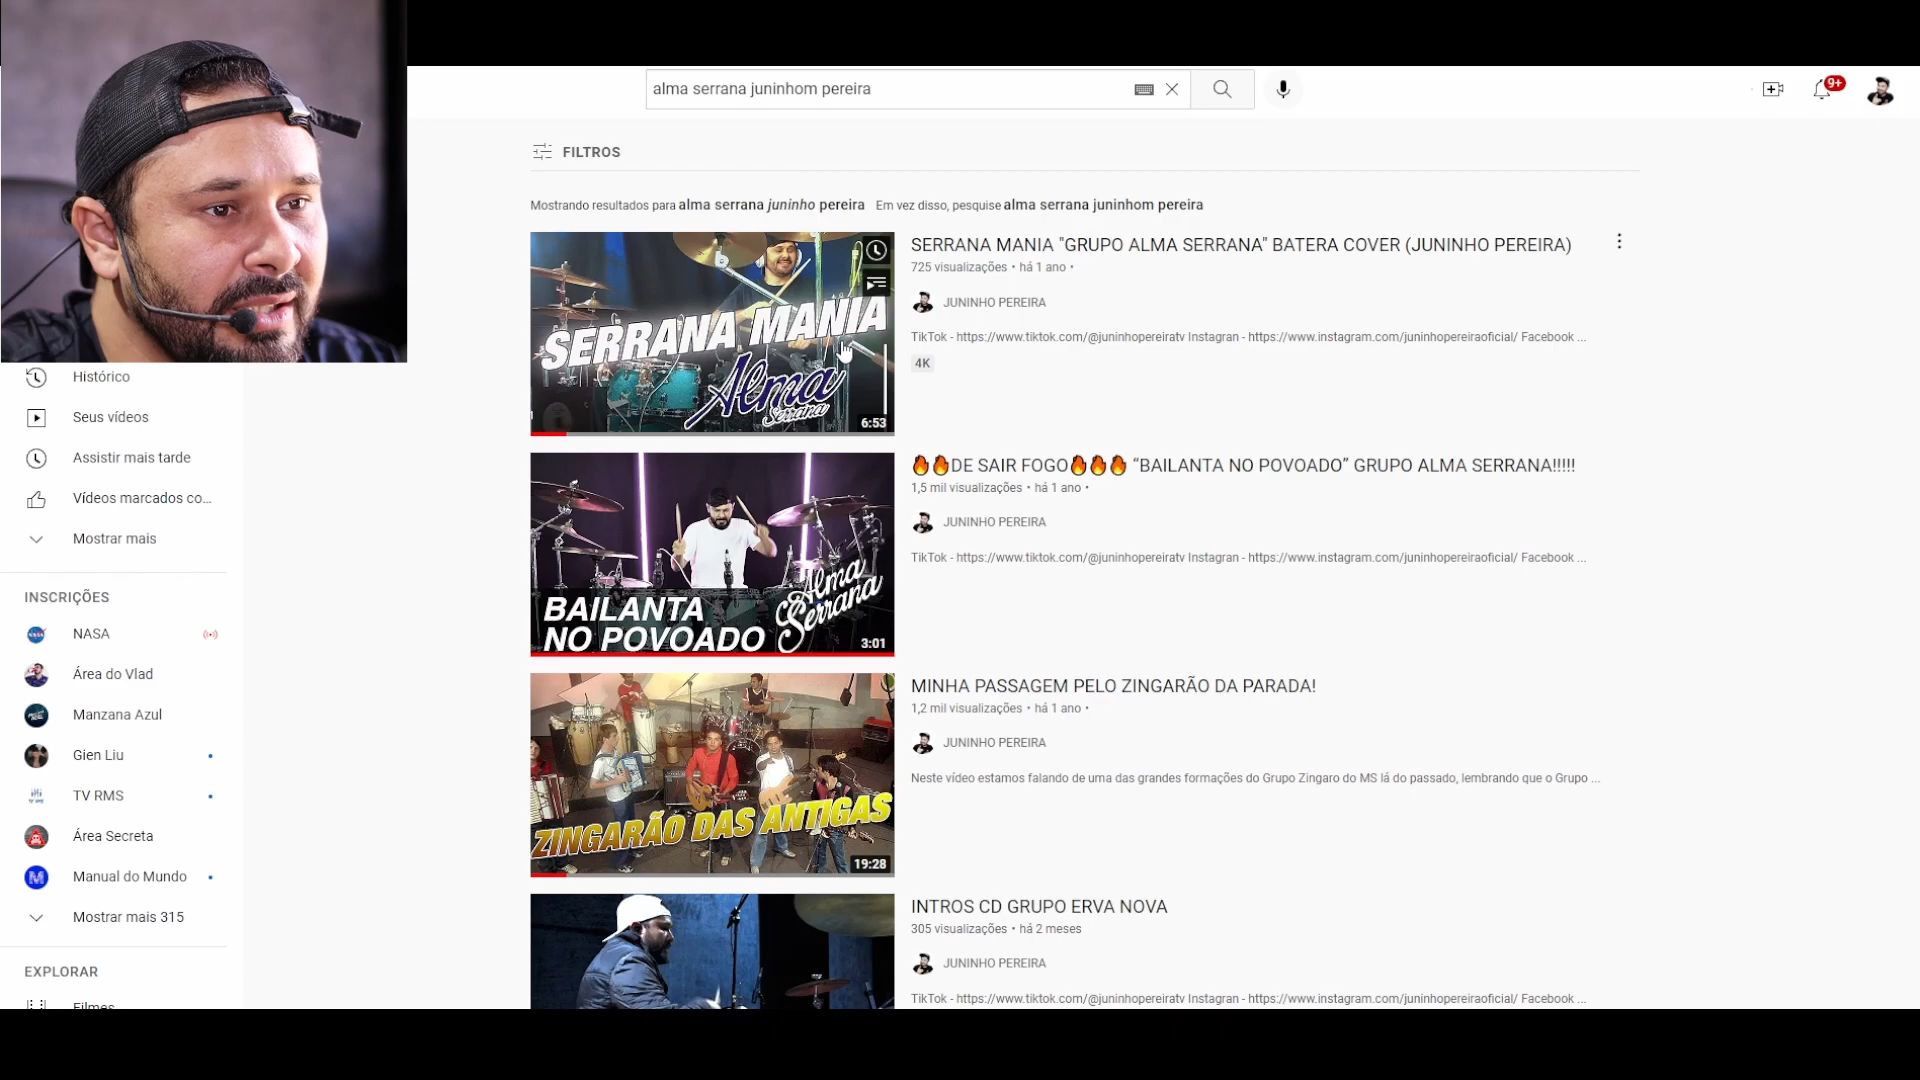 alma serrana juninhom pereira
9+
FILTROS
Mostrando resultados para alma serrana juninho pereira Em vez disso, pesquise alma serrana juninhom pereira
SERRANA MANIA
Alma
Serrana
6:53
SERRANA MANIA "GRUPO ALMA SERRANA" BATERA COVER (JUNINHO PEREIRA)
725 visualizações • há 1 ano •
JUNINHO PEREIRA
TikTok - https://www.tiktok.com/@juninhopereiratv Instagran - https://www.instagram.com/juninhopereiraoficial/ Facebook ...
4K
BAILANTA
NO POVOADO
Alma
Serrana
3:01
🔥🔥DE SAIR FOGO🔥🔥🔥 “BAILANTA NO POVOADO” GRUPO ALMA SERRANA!!!!!
1,5 mil visualizações • há 1 ano •
JUNINHO PEREIRA
TikTok - https://www.tiktok.com/@juninhopereiratv Instagran - https://www.instagram.com/juninhopereiraoficial/ Facebook ...
ZINGARÃO DAS ANTIGAS
19:28
MINHA PASSAGEM PELO ZINGARÃO DA PARADA!
1,2 mil visualizações • há 1 ano •
JUNINHO PEREIRA
Neste vídeo estamos falando de uma das grandes formações do Grupo Zingaro do MS lá do passado, lembrando que o Grupo ...
INTROS CD GRUPO ERVA NOVA
305 visualizações • há 2 meses
JUNINHO PEREIRA
TikTok - https://www.tiktok.com/@juninhopereiratv Instagran - https://www.instagram.com/juninhopereiraoficial/ Facebook ...
Histórico
Seus vídeos
Assistir mais tarde
Vídeos marcados co...
Mostrar mais
INSCRIÇÕES
NASA
Área do Vlad
Manzana Azul
Gien Liu
TV RMS
Área Secreta
Manual do Mundo
Mostrar mais 315
EXPLORAR
Filmes